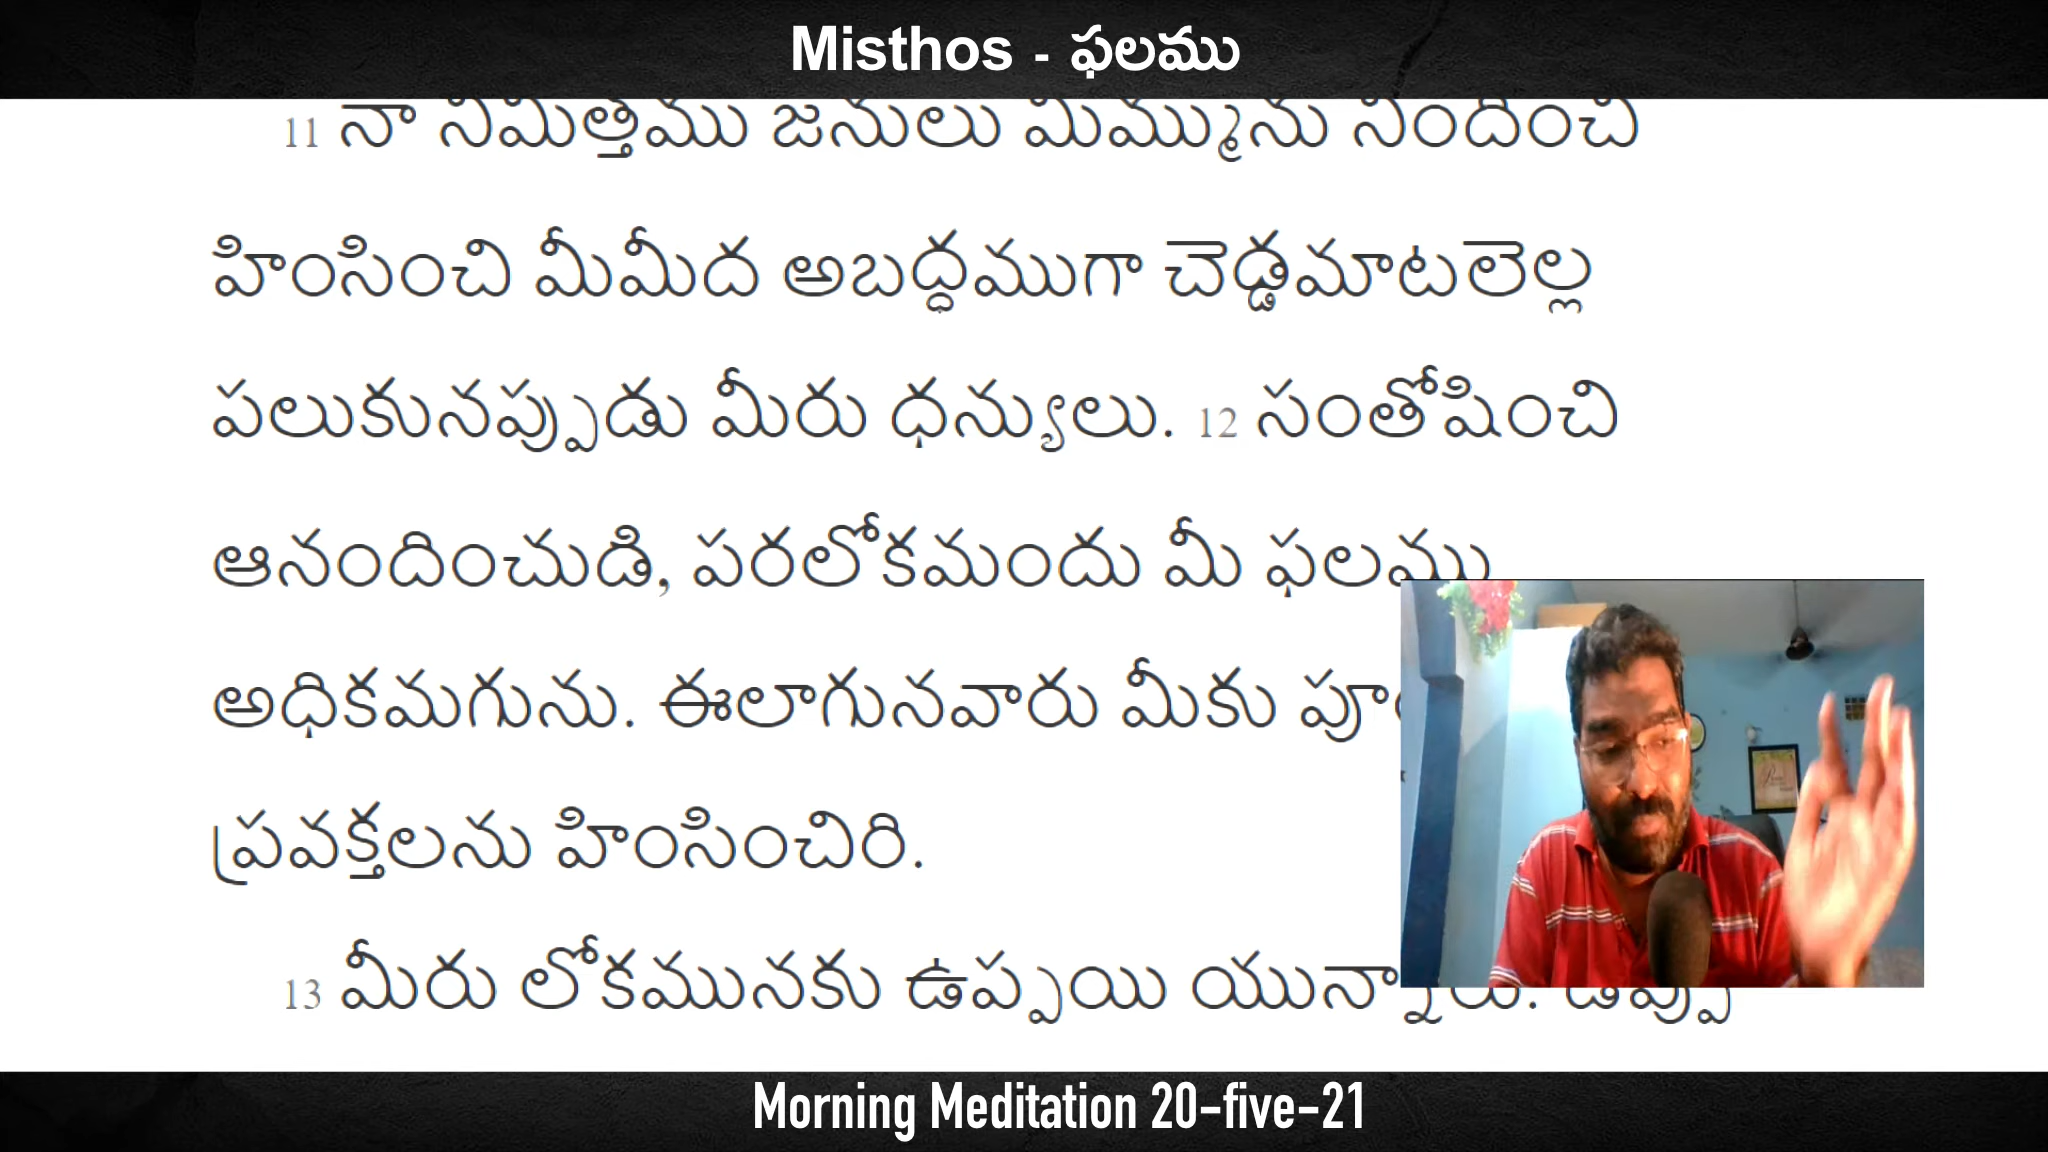 Misthos - ఫలము
11 నా నిమిత్తము జనులు మిమ్మును నిందించి
హింసించి మీమీద అబద్ధముగా చెడ్డమాటలెల్ల
పలుకునప్పుడు మీరు ధన్యులు. 12 సంతోషించి
ఆనందించుడి, పరలోకమందు మీ ఫలము
అధికమగును. ఈలాగునవారు మీకు
ప్రవక్తలను హింసించిరి.
13 మీరు లోకమునకు ఉప్పయి యున్నారు. ఉప్పు
Morning Meditation 20-five-21